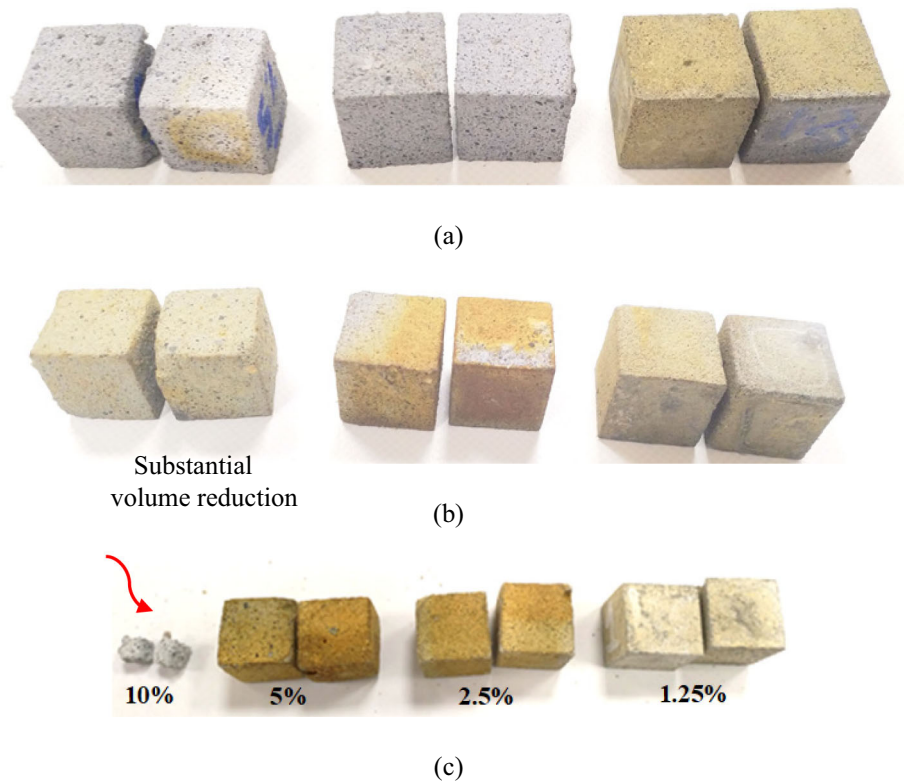 (a)
Substantial
volume reduction
(b)
10% 5% 2.5% 1.25%
(c)